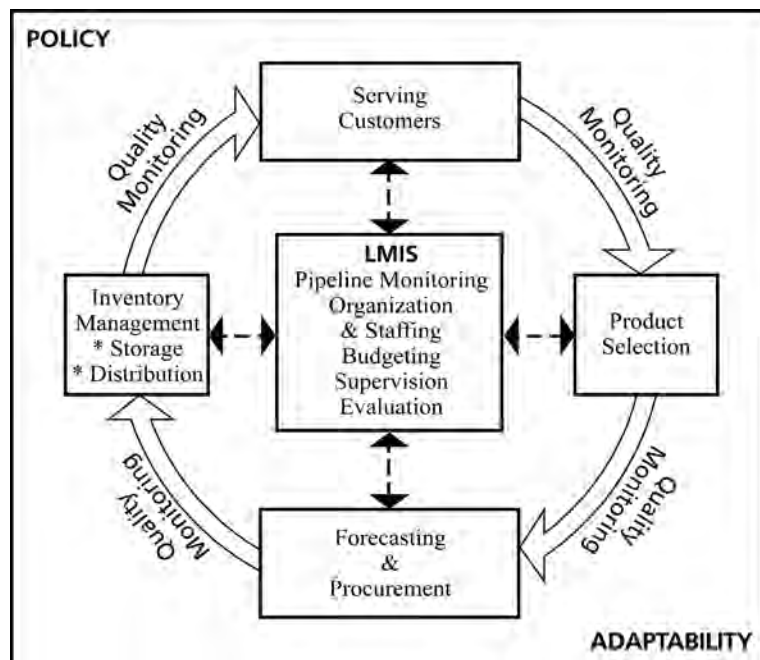 POLICY
Serving
Customers
Quality
Monitoring
Quality
Monitoring
LMIS
Pipeline Monitoring
Organization
& Staffing
Budgeting
Supervision
Evaluation
Inventory
Management
* Storage
* Distribution
Product
Selection
Quality
Monitoring
Quality
Monitoring
Forecasting
&
Procurement
ADAPTABILITY